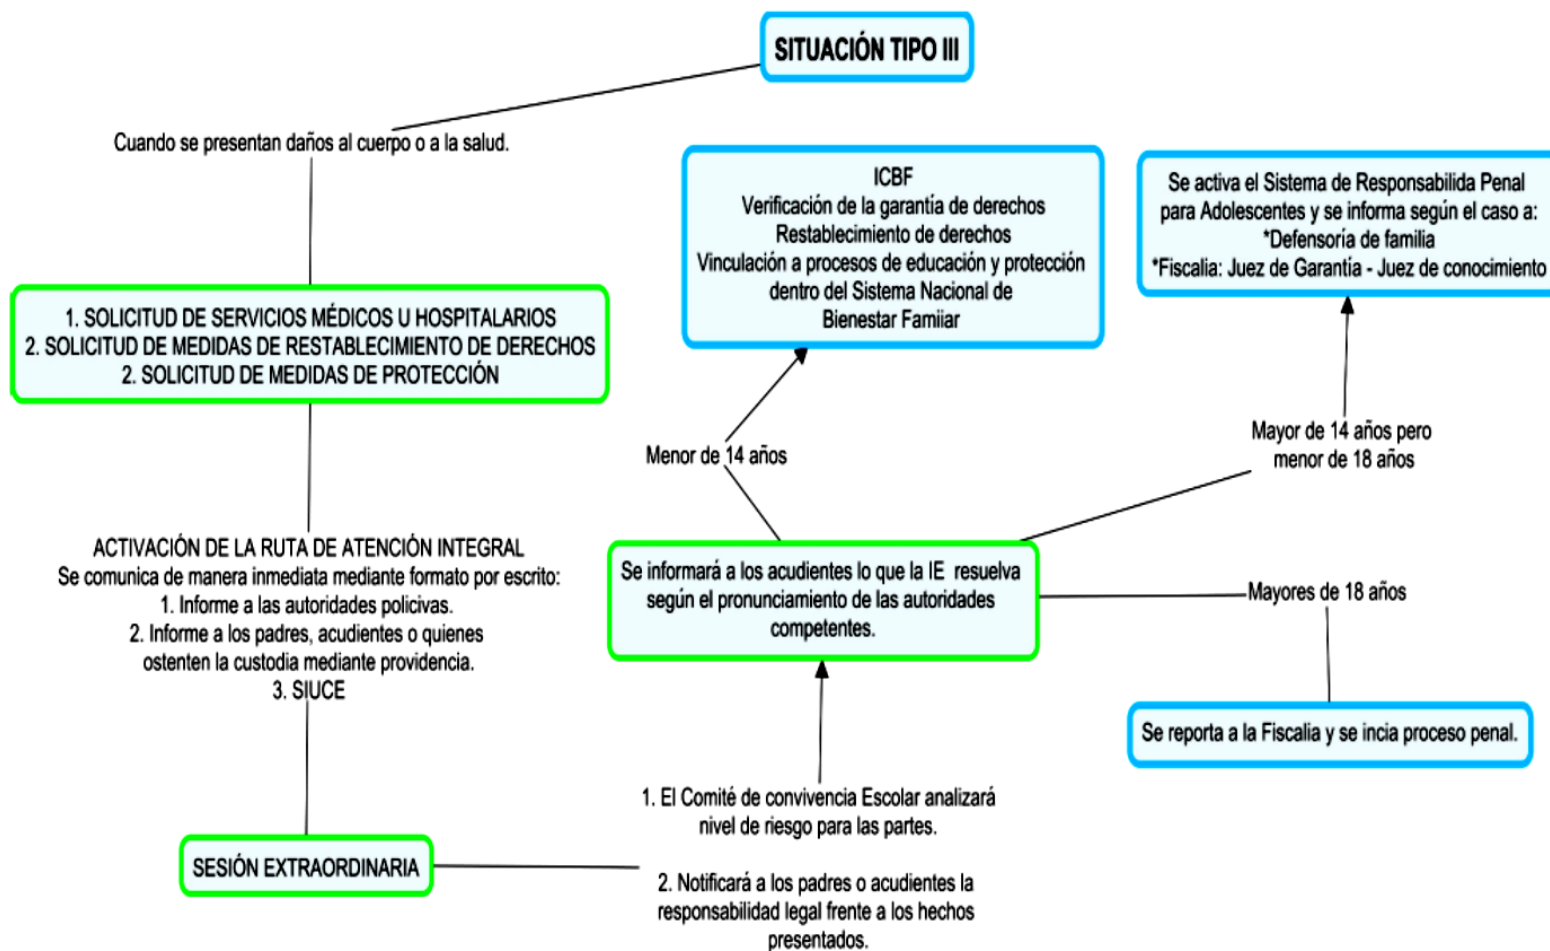 SITUACIÓN TIPO III
Cuando se presentan daños al cuerpo o a la salud.
1. SOLICITUD DE SERVICIOS MÉDICOS U HOSPITALARIOS
2. SOLICITUD DE MEDIDAS DE RESTABLECIMIENTO DE DERECHOS
2. SOLICITUD DE MEDIDAS DE PROTECCIÓN
ACTIVACIÓN DE LA RUTA DE ATENCIÓN INTEGRAL
Se comunica de manera inmediata mediante formato por escrito:
1. Informe a las autoridades policivas.
2. Informe a los padres, acudientes o quienes
ostenten la custodia mediante providencia.
3. SIUCE
SESIÓN EXTRAORDINARIA
1. El Comité de convivencia Escolar analizará
nivel de riesgo para las partes.
2. Notificará a los padres o acudientes la
responsabilidad legal frente a los hechos
presentados.
Se informará a los acudientes lo que la IE resuelva
según el pronunciamiento de las autoridades
competentes.
Menor de 14 años
ICBF
Verificación de la garantía de derechos
Restablecimiento de derechos
Vinculación a procesos de educación y protección
dentro del Sistema Nacional de
Bienestar Famiiar
Mayor de 14 años pero
menor de 18 años
Se activa el Sistema de Responsabilida Penal
para Adolescentes y se informa según el caso a:
*Defensoría de familia
*Fiscalia: Juez de Garantía - Juez de conocimiento
Mayores de 18 años
Se reporta a la Fiscalia y se incia proceso penal.